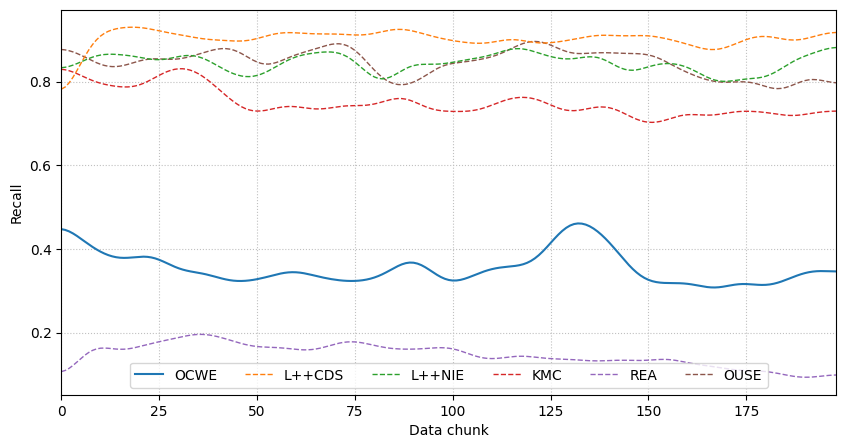 Recall
0.8
0.6
0.4
0.2
OCWE L++CDS L++NIE KMC REA OUSE
0 25 50 75 100 125 150 175
Data chunk